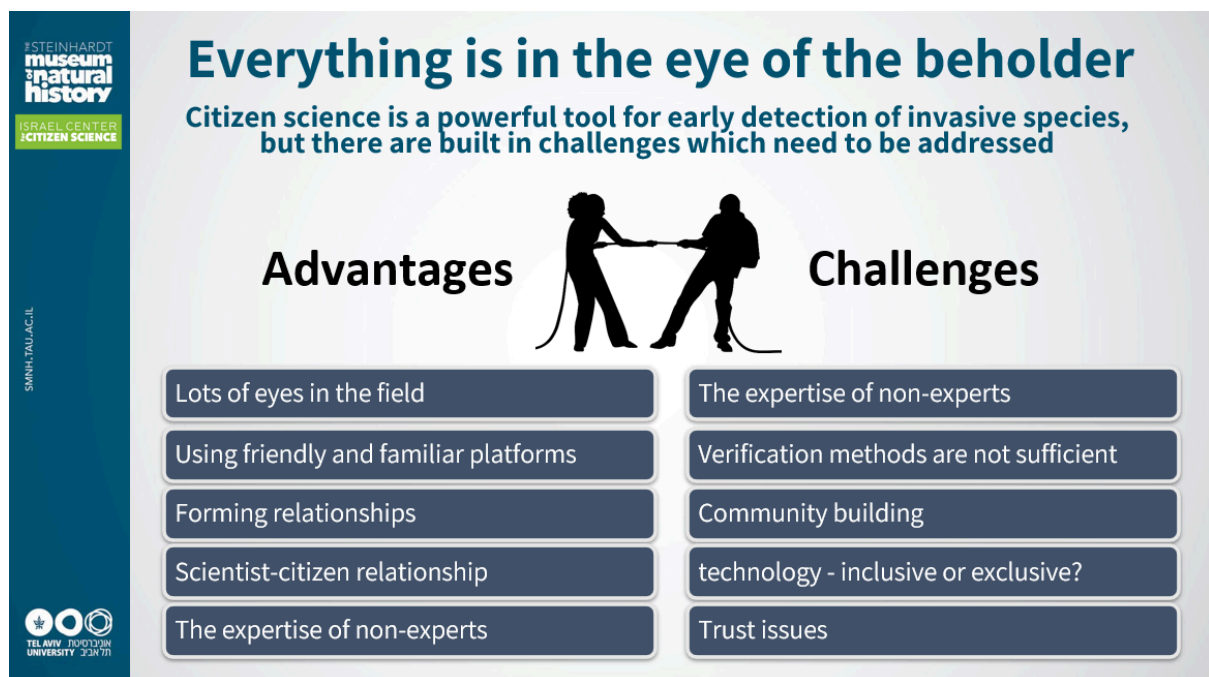 THE STEINHARDT
museum
of natural
history
ISRAEL CENTER
FOR CITIZEN SCIENCE
SMNH.TAU.AC.IL
TEL AVIV אוניברסיטת
UNIVERSITY תל אביב
Everything is in the eye of the beholder
Citizen science is a powerful tool for early detection of invasive species,
but there are built in challenges which need to be addressed
Advantages
Challenges
Lots of eyes in the field
Using friendly and familiar platforms
Forming relationships
Scientist-citizen relationship
The expertise of non-experts
The expertise of non-experts
Verification methods are not sufficient
Community building
technology - inclusive or exclusive?
Trust issues